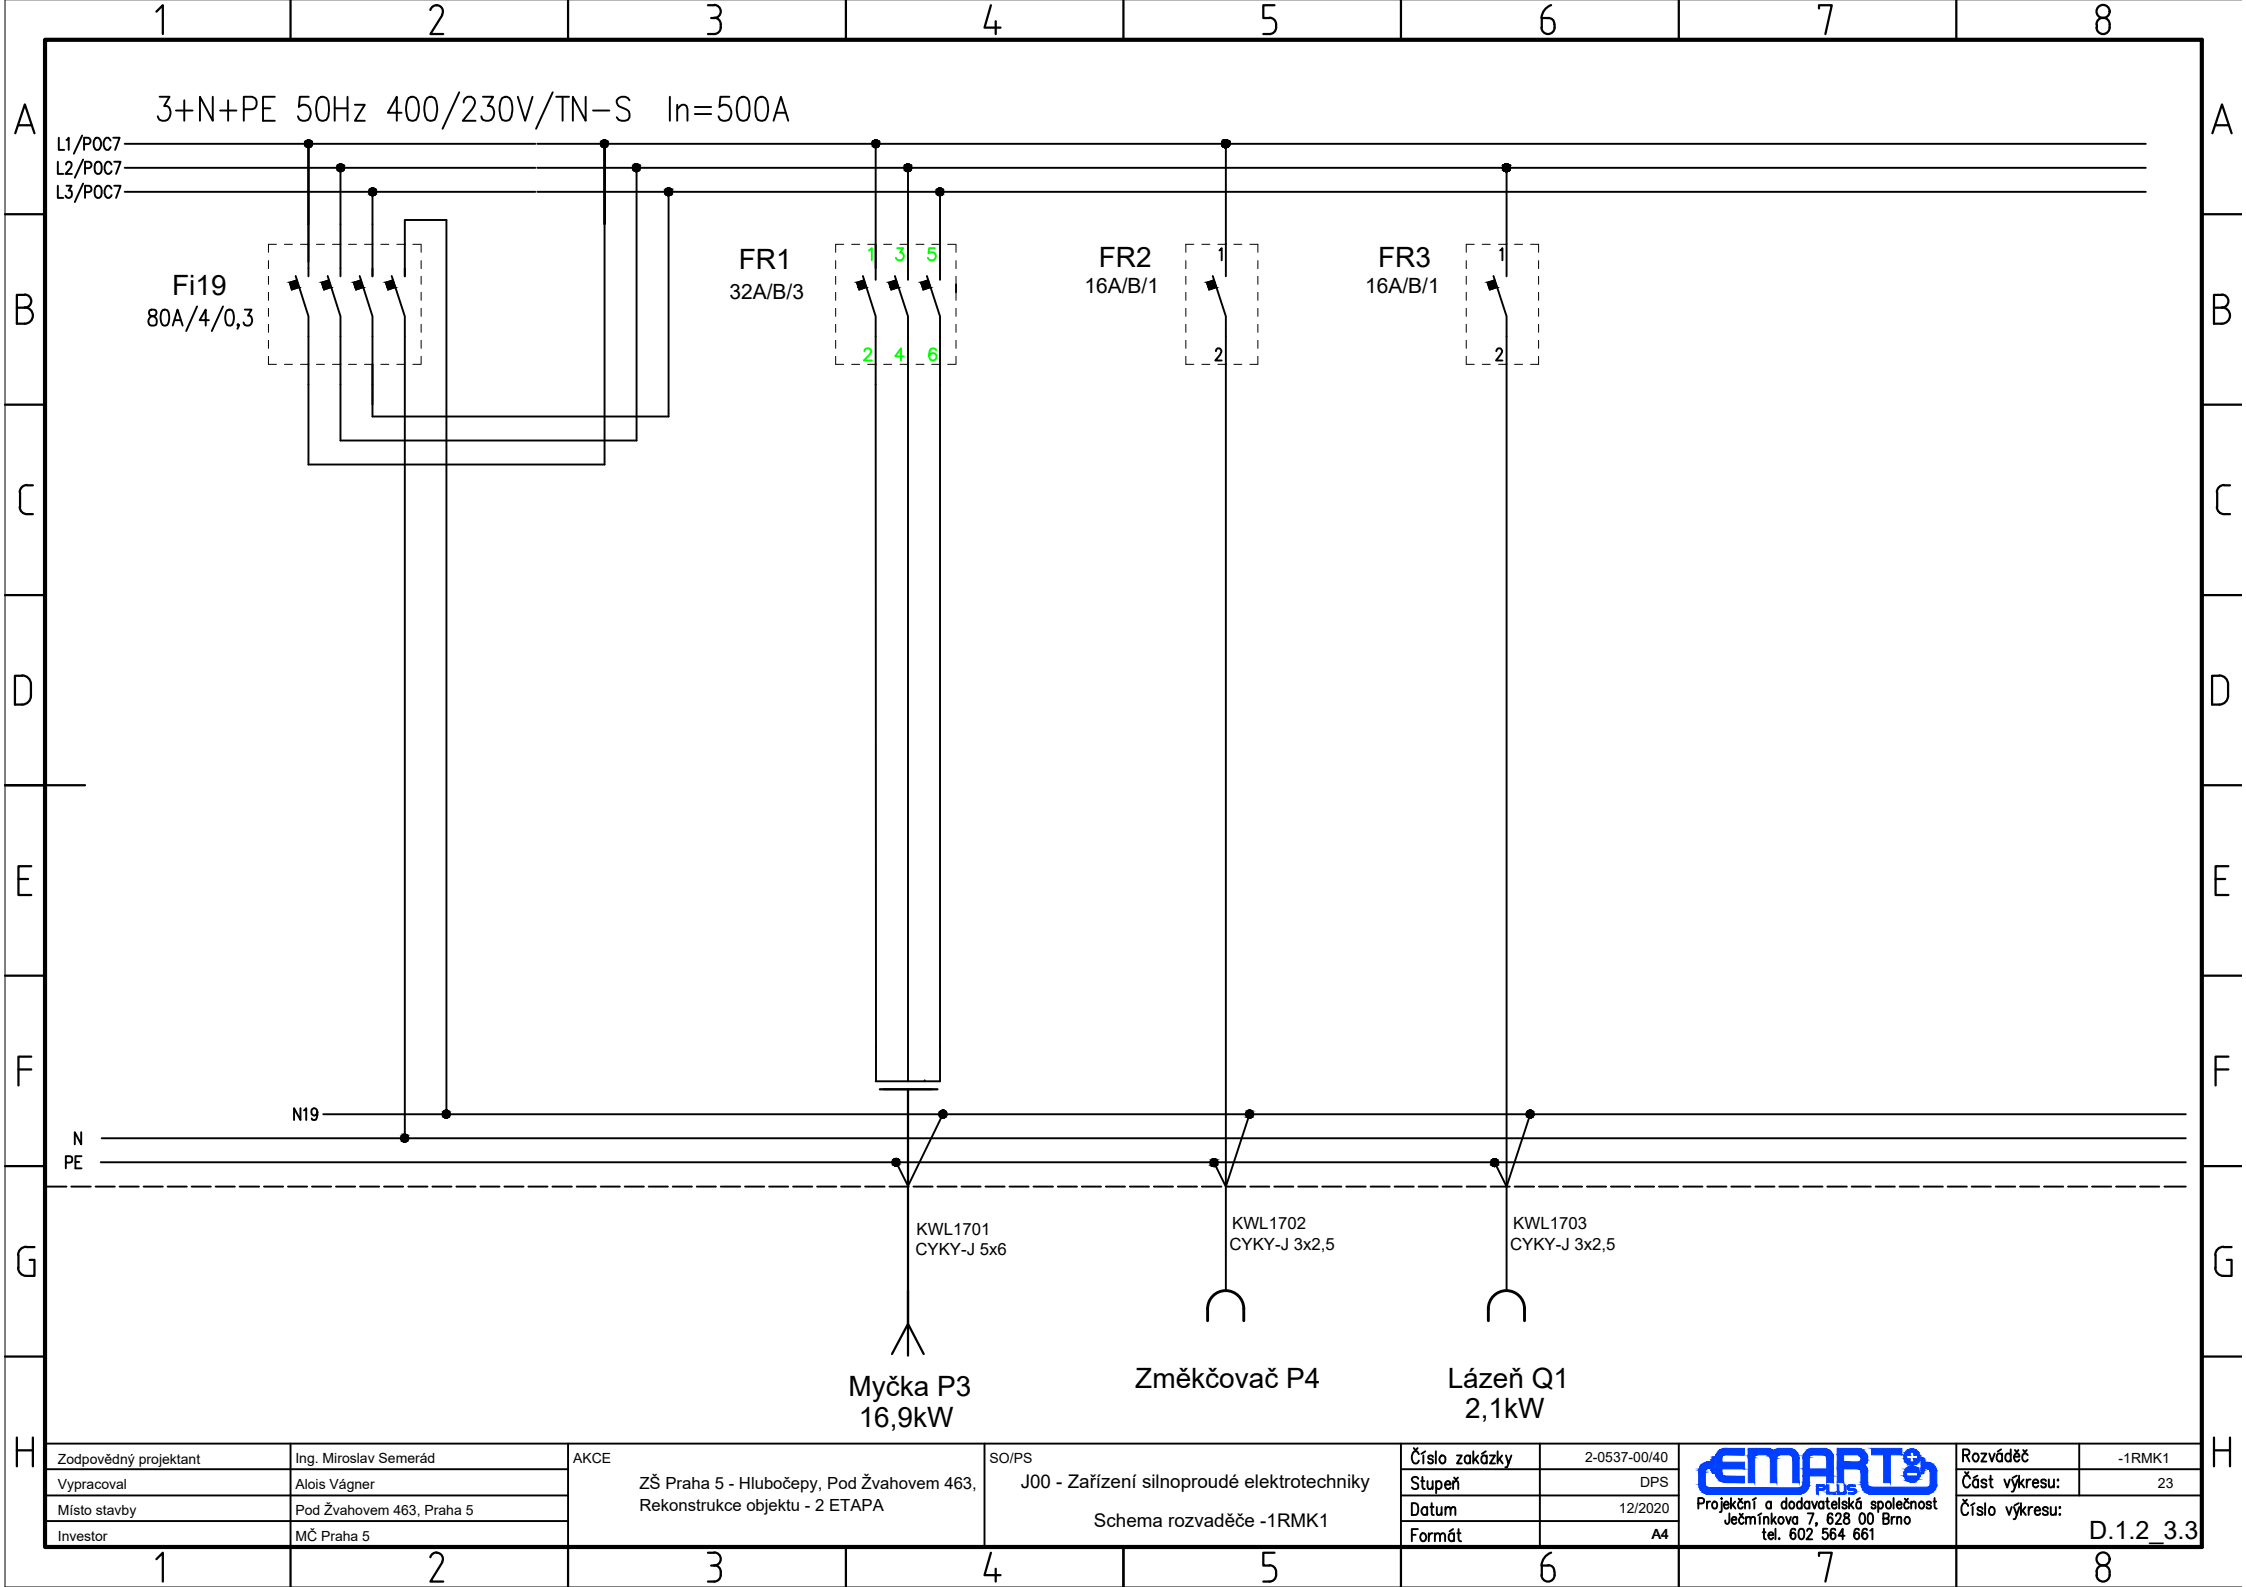 1 2 3 4 5 6 7 8
A A
3+N+PE 50Hz 400/230V/TN-S In=500A
L1/POC7
L2/POC7
L3/POC7
B B
Fi19
80A/4/0,3
FR1
32A/B/3
1 3 5
2 4 6
FR2
16A/B/1
1
2
FR3
16A/B/1
1
2
C C
D D
E E
F F
N19
N
PE
G G
KWL1701
CYKY-J 5x6
KWL1702
CYKY-J 3x2,5
KWL1703
CYKY-J 3x2,5
Myčka P3
16,9kW
Změkčovač P4
Lázeň Q1
2,1kW
H H
Zodpovědný projektant Ing. Miroslav Semerád
Vypracoval Alois Vágner
Místo stavby Pod Žvahovem 463, Praha 5
Investor MČ Praha 5
AKCE
ZŠ Praha 5 - Hlubočepy, Pod Žvahovem 463,
Rekonstrukce objektu - 2 ETAPA
SO/PS
J00 - Zařízení silnoproudé elektrotechniky
Schema rozvaděče -1RMK1
Číslo zakázky 2-0537-00/40
Stupeň DPS
Datum 12/2020
Formát A4
EMART
PLUS
Projekční a dodavatelská společnost
Ječmínkova 7, 628 00 Brno
tel. 602 564 661
Rozváděč -1RMK1
Část výkresu: 23
Číslo výkresu:
D.1.2_3.3
1 2 3 4 5 6 7 8